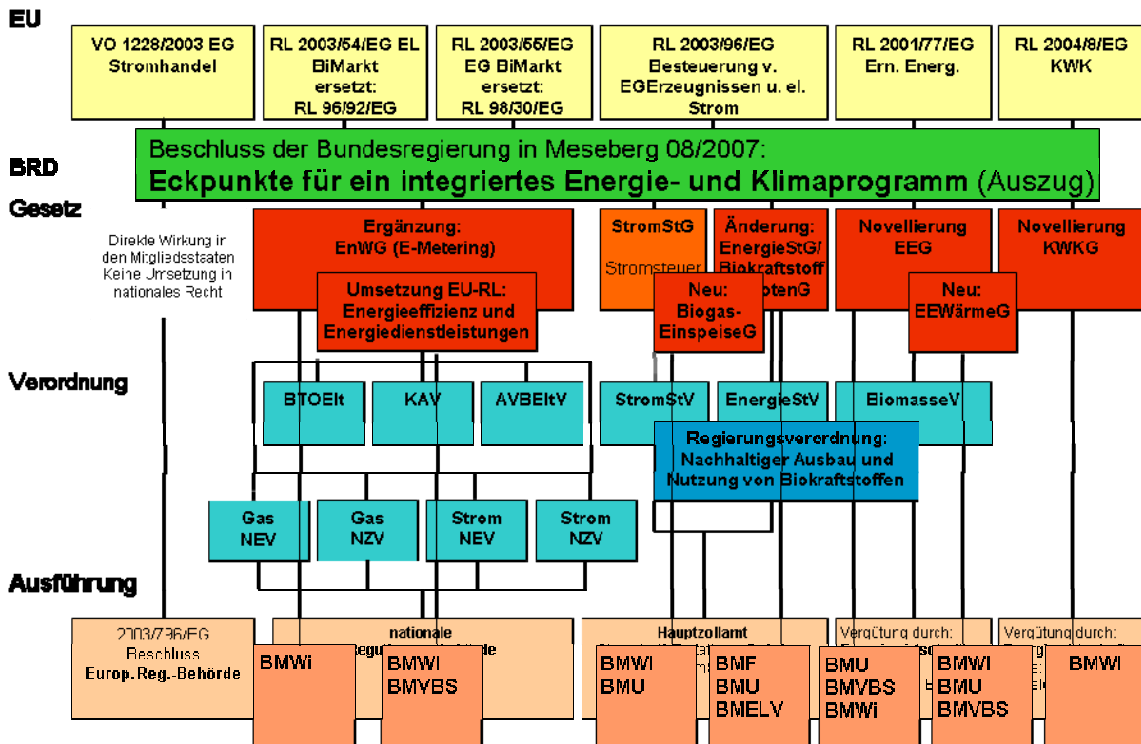 EU
VO 1228/2003 EG
Stromhandel
RL 2003/54/EG EL
BiMarkt
ersetzt:
RL 96/92/EG
RL 2003/55/EG
EG BiMarkt
ersetzt:
RL 98/30/EG
RL 2003/96/EG
Besteuerung v.
EGErzeugnissen u. el.
Strom
RL 2001/77/EG
Ern. Energ.
RL 2004/8/EG
KWK
BRD
Beschluss der Bundesregierung in Meseberg 08/2007:
Eckpunkte für ein integriertes Energie- und Klimaprogramm (Auszug)
Gesetz
Direkte Wirkung in
den Mitgliedsstaaten
Keine Umsetzung in
nationales Recht
Ergänzung:
EnWG (E-Metering)
Umsetzung EU-RL:
Energieeffizienz und
Energiedienstleistungen
StromStG
Stromsteuer
Änderung:
EnergieStG/
Biokraftstoff
Neu:
Biogas-
EinspeiseG
Novellierung
EEG
Neu:
EEWärmeG
Novellierung
KWKG
Verordnung
BTOElt
KAV
AVBEltV
StromStV
EnergieStV
BiomasseV
Regierungsverordnung:
Nachhaltiger Ausbau und
Nutzung von Biokraftstoffen
Gas
NEV
Gas
NZV
Strom
NEV
Strom
NZV
Ausführung
2003/796/EG
Beschluss
Europ.Reg.-Behörde
nationale
BMWi
BMWI
BMVBS
Hauptzollamt
BMWI
BMU
BMF
BMU
BMELV
Vergütung durch:
BMU
BMVBS
BMWi
BMWI
BMU
BMVBS
Vergütung durch:
BMWI